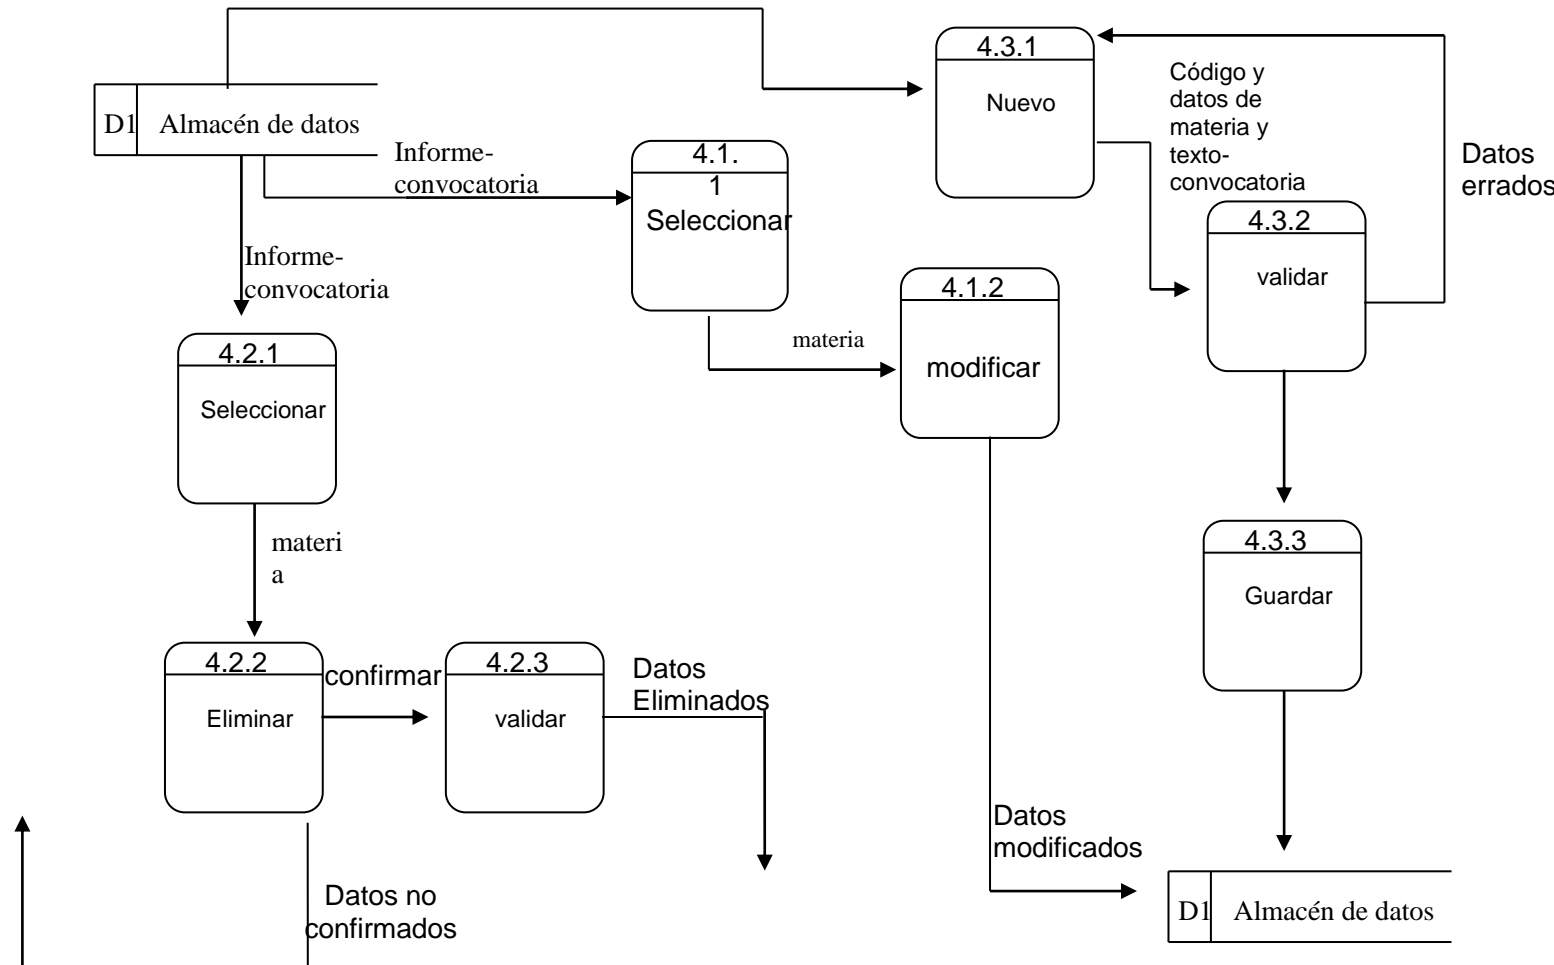 4.3.1
Nuevo
Código y
datos de
materia y
texto-
convocatoria
Datos
errados
D1 Almacén de datos
Informe-
convocatoria
4.1.
1
Seleccionar
4.3.2
validar
Informe-
convocatoria
4.1.2
modificar
materia
4.2.1
Seleccionar
materi
a
4.3.3
Guardar
4.2.2
Eliminar
confirmar
4.2.3
validar
Datos
Eliminados
Datos
modificados
Datos no
confirmados
D1 Almacén de datos